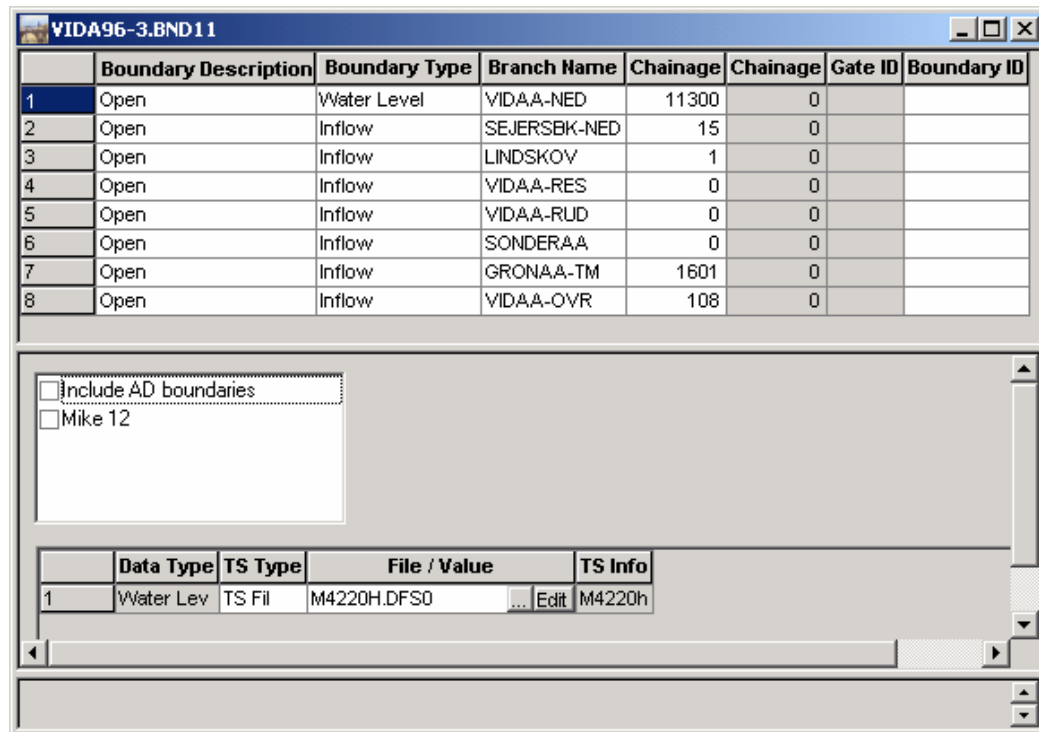 VIDA96-3.BND11
Boundary Description Boundary Type Branch Name Chainage Chainage Gate ID Boundary ID
1 Open Water Level VIDAA-NED 11300 0
2 Open Inflow SEJERSBK-NED 15 0
3 Open Inflow LINDSKOV 1 0
4 Open Inflow VIDAA-RES 0 0
5 Open Inflow VIDAA-RUD 0 0
6 Open Inflow SONDERAA 0 0
7 Open Inflow GRONAA-TM 1601 0
8 Open Inflow VIDAA-OVR 108 0
Include AD boundaries
Mike 12
Data Type TS Type File / Value TS Info
1 Water Lev TS Fil M4220H.DFS0 ... Edit M4220h